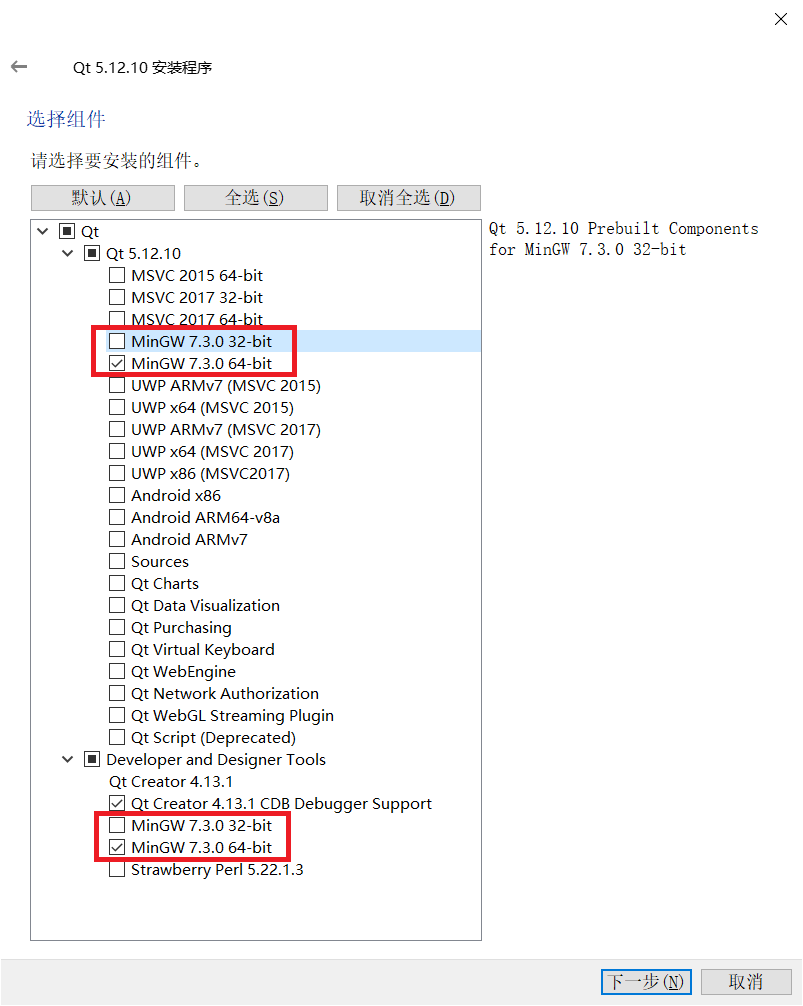 Qt 5.12.10 安装程序
选择组件
请选择要安装的组件。
默认(A) 全选(S) 取消全选(D)
Qt
Qt 5.12.10
MSVC 2015 64-bit
MSVC 2017 32-bit
MSVC 2017 64-bit
MinGW 7.3.0 32-bit
MinGW 7.3.0 64-bit
UWP ARMv7 (MSVC 2015)
UWP x64 (MSVC 2015)
UWP ARMv7 (MSVC 2017)
UWP x64 (MSVC 2017)
UWP x86 (MSVC2017)
Android x86
Android ARM64-v8a
Android ARMv7
Sources
Qt Charts
Qt Data Visualization
Qt Purchasing
Qt Virtual Keyboard
Qt WebEngine
Qt Network Authorization
Qt WebGL Streaming Plugin
Qt Script (Deprecated)
Developer and Designer Tools
Qt Creator 4.13.1
Qt Creator 4.13.1 CDB Debugger Support
MinGW 7.3.0 32-bit
MinGW 7.3.0 64-bit
Strawberry Perl 5.22.1.3
Qt 5.12.10 Prebuilt Components
for MinGW 7.3.0 32-bit
下一步(N) 取消